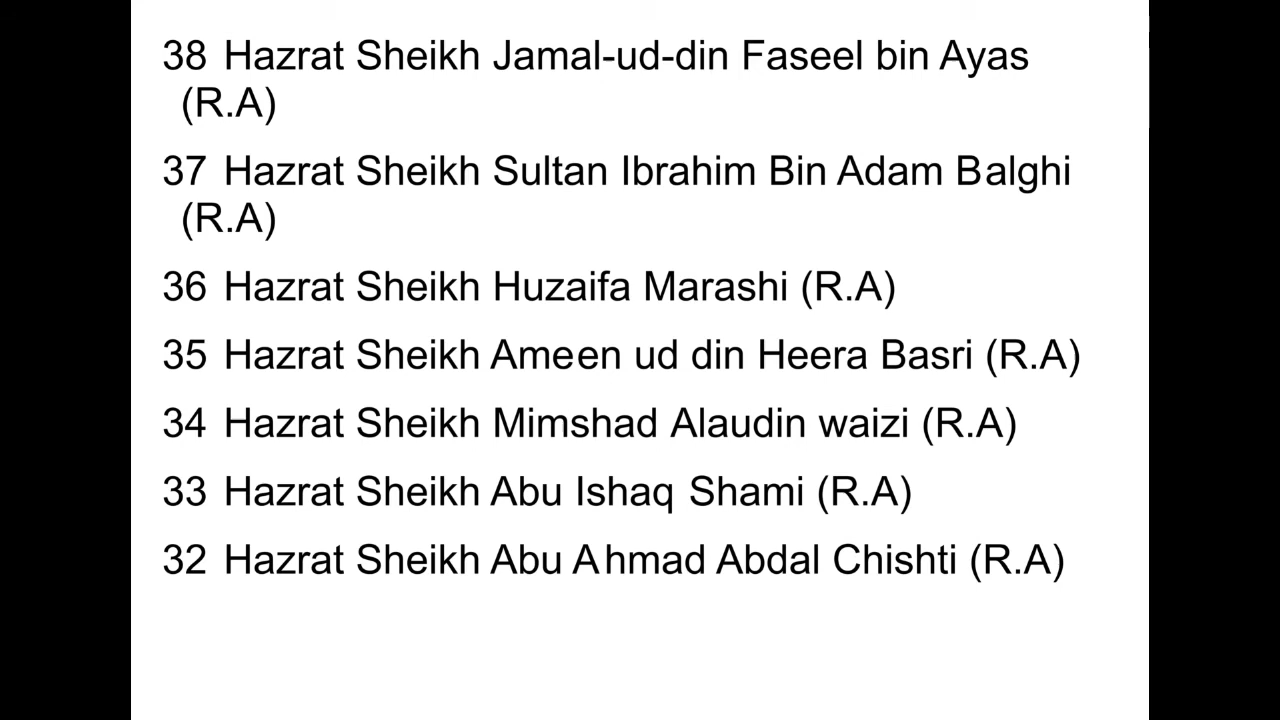 38 Hazrat Sheikh Jamal-ud-din Faseel bin Ayas
(R.A)
37 Hazrat Sheikh Sultan Ibrahim Bin Adam Balghi
(R.A)
36 Hazrat Sheikh Huzaifa Marashi (R.A)
35 Hazrat Sheikh Ameen ud din Heera Basri (R.A)
34 Hazrat Sheikh Mimshad Alaudin waizi (R.A)
33 Hazrat Sheikh Abu Ishaq Shami (R.A)
32 Hazrat Sheikh Abu Ahmad Abdal Chishti (R.A)